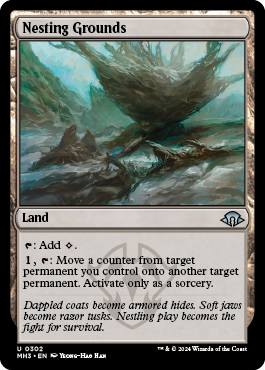 Nesting Grounds
Land
: Add .
1, : Move a counter from target
permanent you control onto another target
permanent. Activate only as a sorcery.
Dappled coats become armored hides. Soft jaws
become razor tusks. Nestling play becomes the
fight for survival.
U 0302
MH3 • EN Yeong-Hao Han
™ & © 2024 Wizards of the Coast